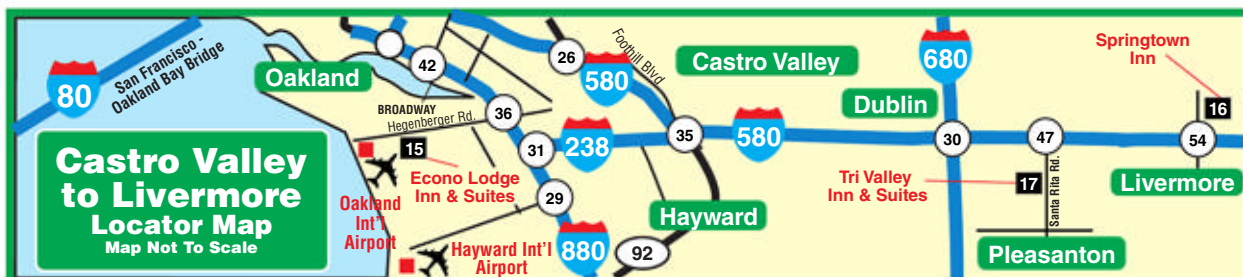 80
San Francisco -
Oakland Bay Bridge
Oakland
42
BROADWAY
Hegenberger Rd.
36
26
580
Foothill Blvd
Castro Valley
680
Dublin
Springtown
Inn
16
15
Econo Lodge
Inn & Suites
31
238
35
580
30
47
54
Livermore
Tri Valley
Inn & Suites
17
Santa Rita Rd.
Pleasanton
Castro Valley
to Livermore
Locator Map
Map Not To Scale
Oakland
Int'l
Airport
29
880
Hayward
92
Hayward Int'l
Airport